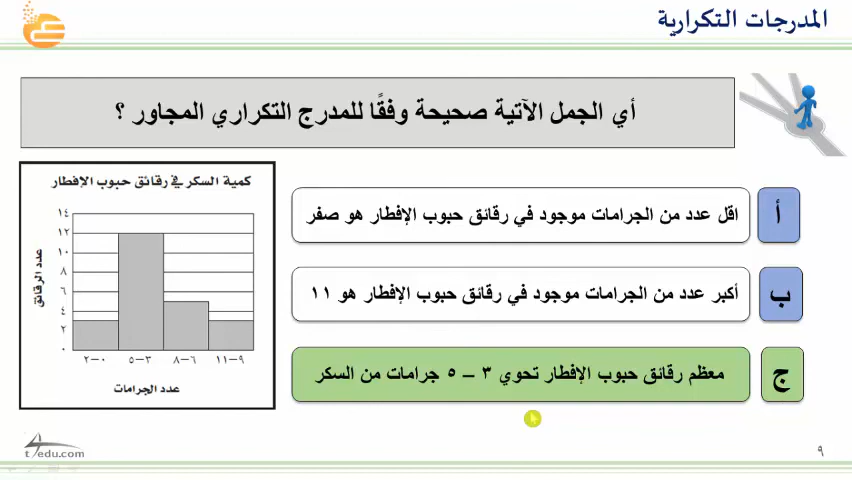 المدرجات التكرارية
أي الجمل الآتية صحيحة وفقًا للمدرج التكراري المجاور ؟
أ
اقل عدد من الجرامات موجود في رقائق حبوب الإفطار هو صفر
ب
أكبر عدد من الجرامات موجود في رقائق حبوب الإفطار هو ١١
ج
معظم رقائق حبوب الإفطار تحوي ٣ – ٥ جرامات من السكر
كمية السكر في رقائق حبوب الإفطار
عدد الرقائق
١٤
١٢
١٠
٨
٦
٤
٢
٠
٠–٢
٣–٥
٦–٨
٩–١١
عدد الجرامات
t4edu.com
٩